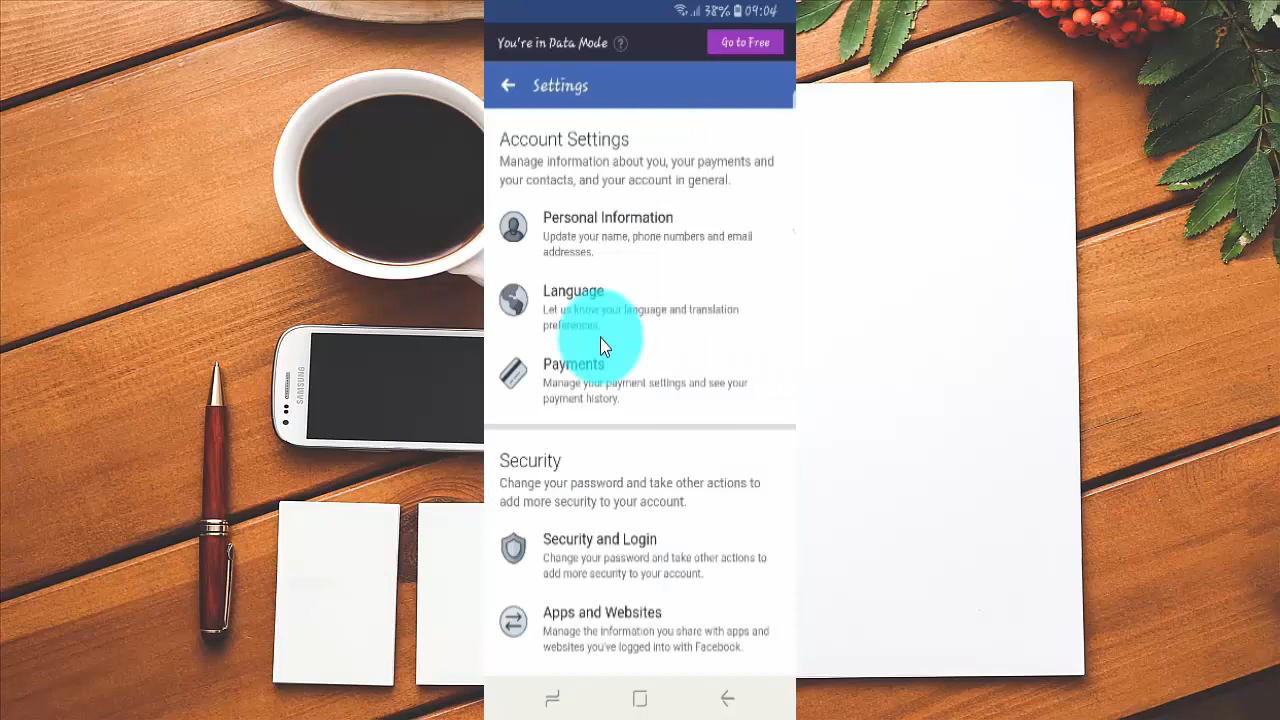 38% 09:04
You're in Data Mode ? Go to Free
Settings
Account Settings
Manage information about you, your payments and
your contacts, and your account in general.
Personal Information
Update your name, phone numbers and email
addresses.
Language
Let us know your language and translation
preferences.
Payments
Manage your payment settings and see your
payment history.
Security
Change your password and take other actions to
add more security to your account.
Security and Login
Change your password and take other actions to
add more security to your account.
Apps and Websites
Manage the information you share with apps and
websites you've logged into with Facebook.
SAMSUNG